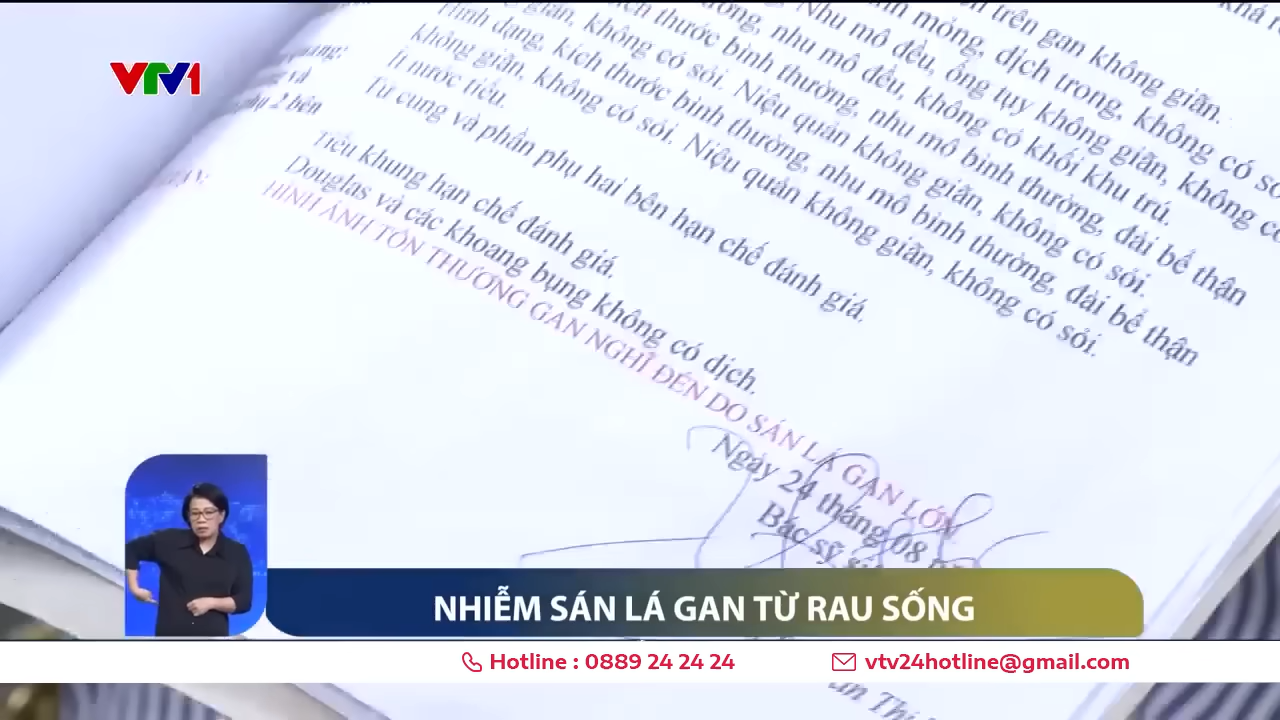 VTV1
trên gan không giãn.
mỏng, dịch trong, không có sỏi
Nhu mô đều, ống tụy không giãn, không có
nhu mô đều, không có khối khu trú.
thước bình thường, nhu mô bình thường, đài bể thận
giãn, không có sỏi. Niệu quản không giãn, không có sỏi.
Hình dạng, kích thước bình thường, nhu mô bình thường, đài bể thận
không giãn, không có sỏi. Niệu quản không giãn, không có sỏi.
Ít nước tiểu.
Tử cung và phần phụ hai bên hạn chế đánh giá.
và
phụ 2 bên
Tiểu khung hạn chế đánh giá.
Douglas và các khoang bụng không có dịch.
HÌNH ẢNH TỔN THƯƠNG GAN NGHĨ ĐẾN DO SÁN LÁ GAN LỚN
Ngày 24 tháng 08
Bác sỹ
NHIỄM SÁN LÁ GAN TỪ RAU SỐNG
Hotline : 0889 24 24 24
vtv24hotline@gmail.com
Thị